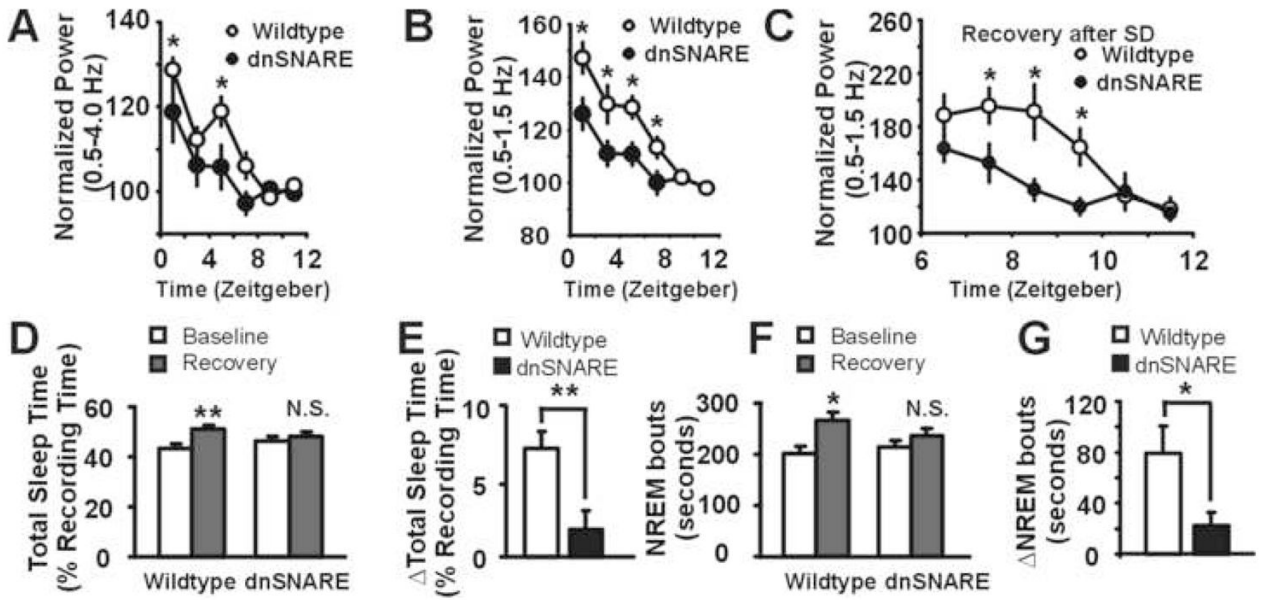 A
Normalized Power
(0.5-4.0 Hz)
140
120
100
*
*
Wildtype
dnSNARE
0 4 8 12
Time (Zeitgeber)
B
Normalized Power
(0.5-1.5 Hz)
160
140
120
100
80
*
*
*
*
Wildtype
dnSNARE
0 4 8 12
Time (Zeitgeber)
C
Normalized Power
(0.5-1.5 Hz)
260
220
180
140
100
Recovery after SD
Wildtype
dnSNARE
*
*
*
6 8 10 12
Time (Zeitgeber)
D
Total Sleep Time
(% Recording Time)
Baseline
Recovery
60
40
20
0
**
N.S.
Wildtype dnSNARE
E
△Total Sleep Time
(% Recording Time)
Wildtype
dnSNARE
10
5
0
**
F
NREM bouts
(seconds)
Baseline
Recovery
300
200
100
0
*
N.S.
Wildtype dnSNARE
G
△NREM bouts
(seconds)
Wildtype
dnSNARE
120
80
40
0
*